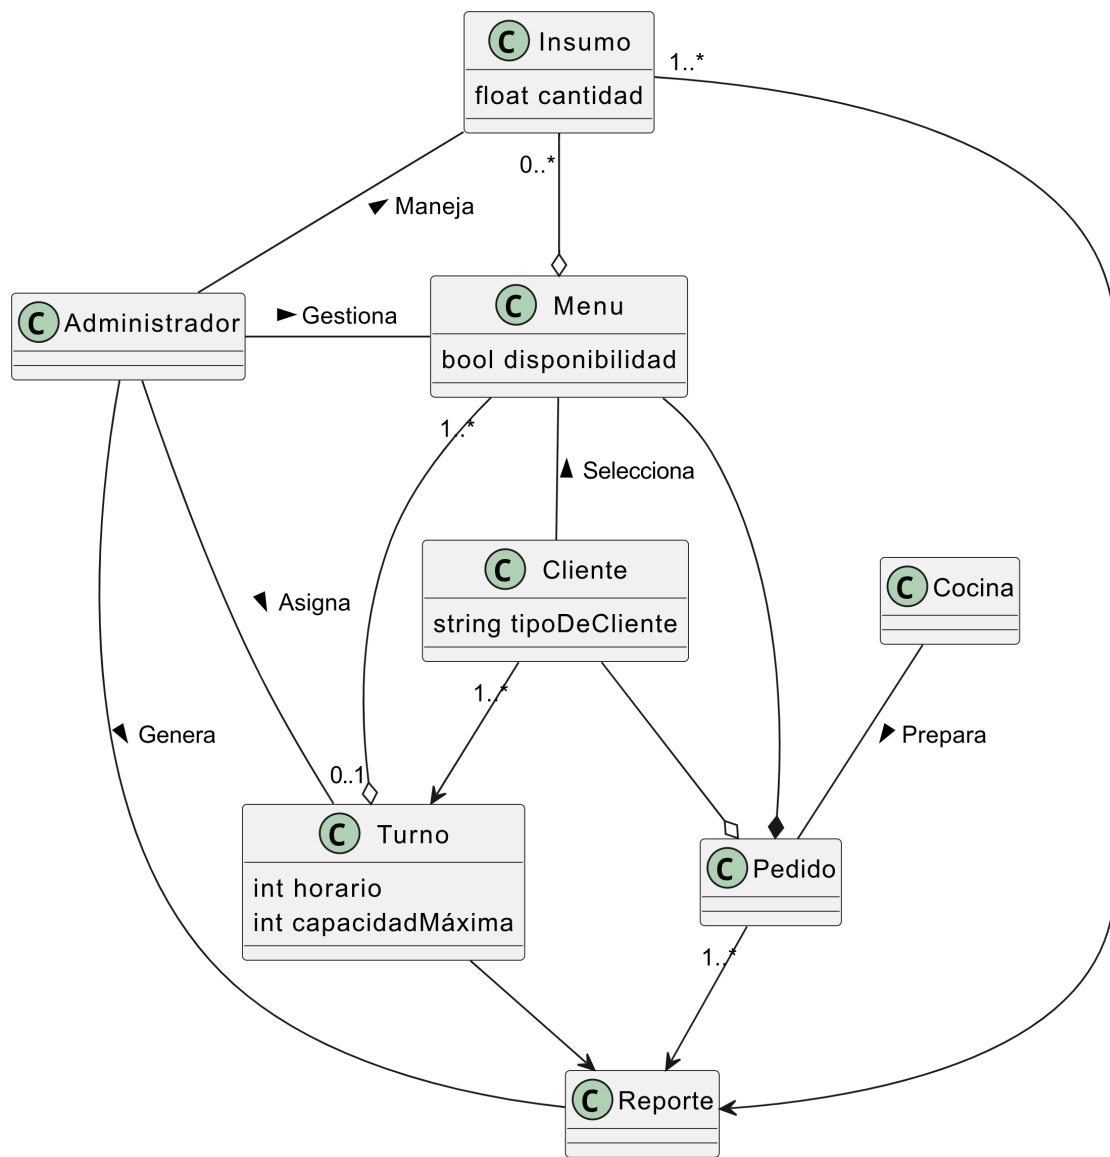 C Insumo
float cantidad
1..*
0..*
Maneja
C Administrador
Gestiona
C Menu
bool disponibilidad
1..*
Selecciona
C Cliente
string tipoDeCliente
C Cocina
Asigna
1..*
Genera
Prepara
0..1
C Turno
int horario
int capacidadMáxima
C Pedido
1..*
C Reporte